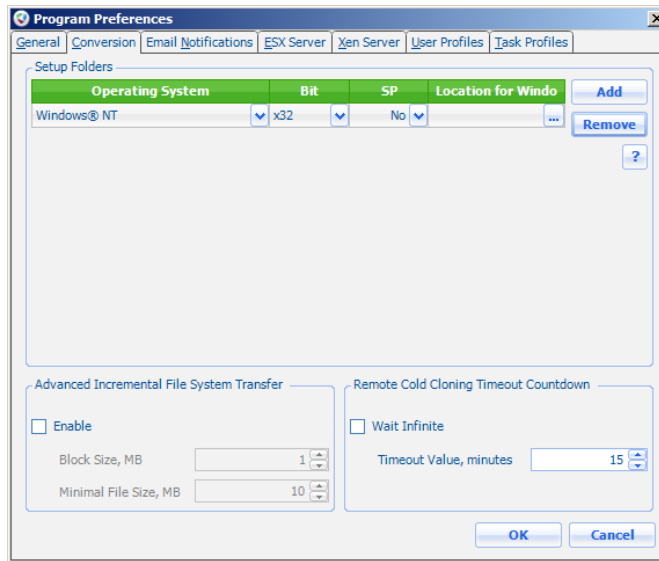 Program Preferences
General Conversion Email Notifications ESX Server Xen Server User Profiles Task Profiles
Setup Folders
Operating System Bit SP Location for Windo Add
Windows® NT x32 No ... Remove
?
Advanced Incremental File System Transfer Remote Cold Cloning Timeout Countdown
Enable Wait Infinite
Block Size, MB 1 Timeout Value, minutes 15
Minimal File Size, MB 10
OK Cancel